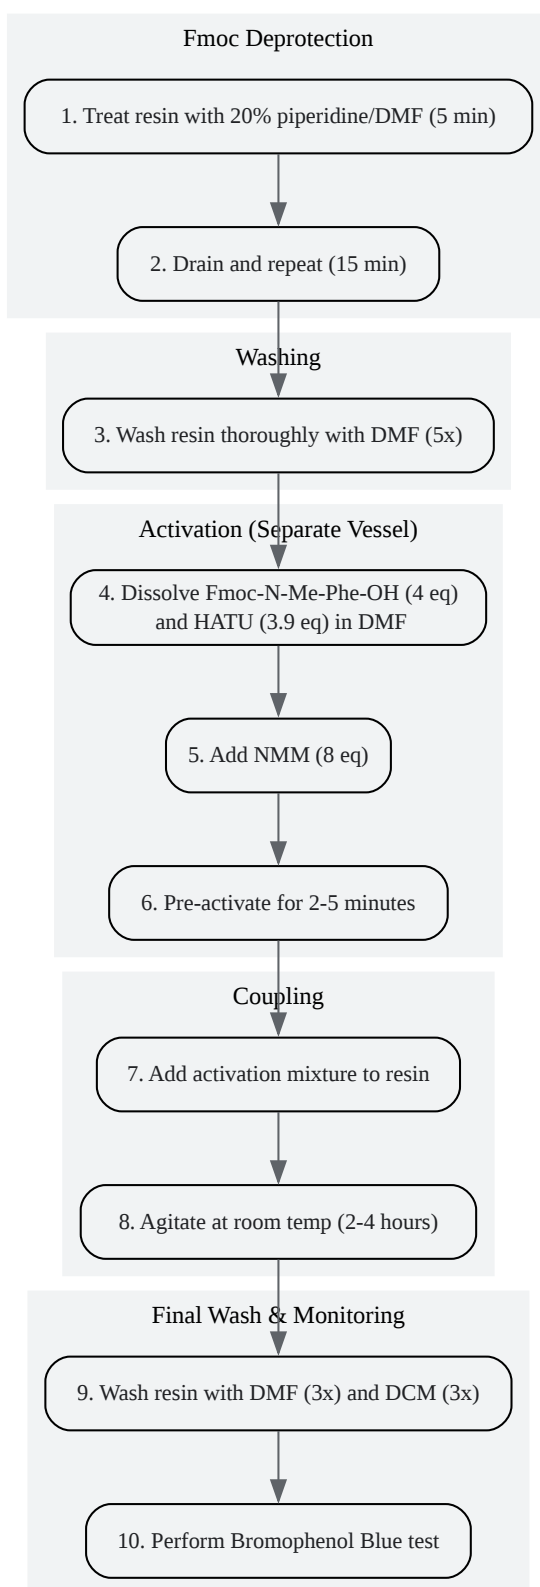 Fmoc Deprotection
1. Treat resin with 20% piperidine/DMF (5 min)
2. Drain and repeat (15 min)
Washing
3. Wash resin thoroughly with DMF (5x)
Activation (Separate Vessel)
4. Dissolve Fmoc-N-Me-Phe-OH (4 eq)
and HATU (3.9 eq) in DMF
5. Add NMM (8 eq)
6. Pre-activate for 2-5 minutes
Coupling
7. Add activation mixture to resin
8. Agitate at room temp (2-4 hours)
Final Wash & Monitoring
9. Wash resin with DMF (3x) and DCM (3x)
10. Perform Bromophenol Blue test